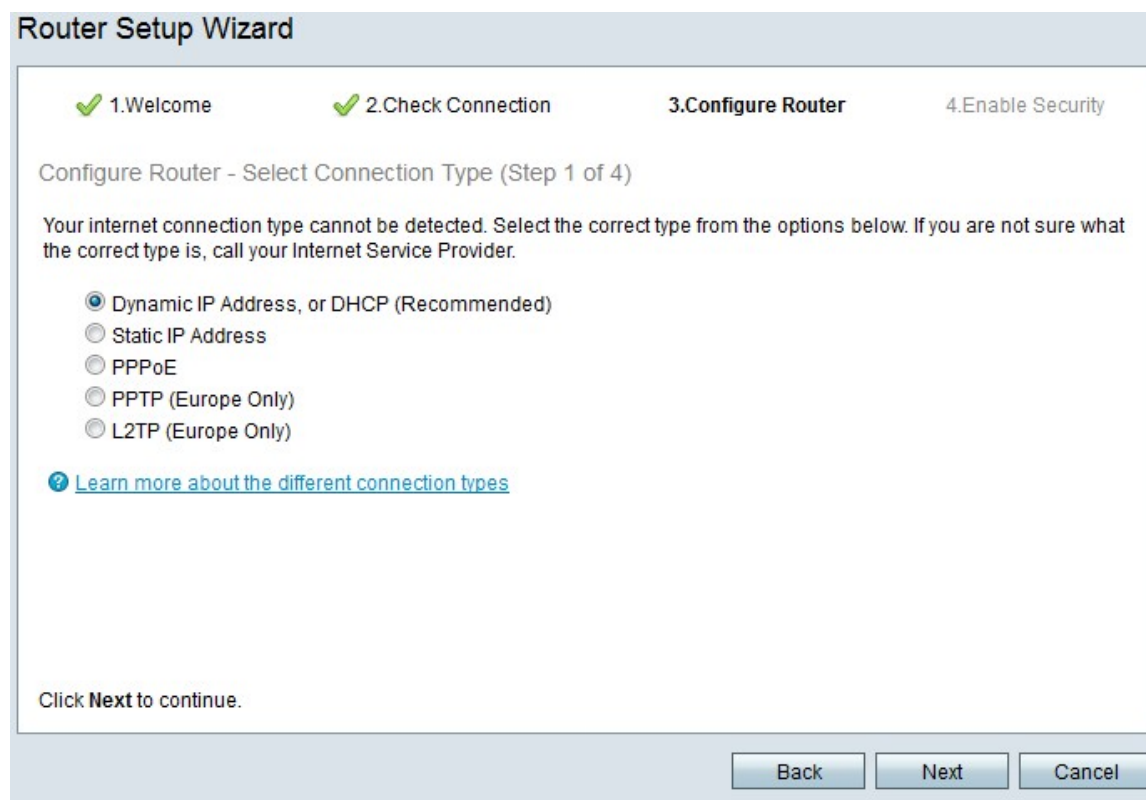 Router Setup Wizard
1.Welcome
2.Check Connection
3.Configure Router
4.Enable Security
Configure Router - Select Connection Type (Step 1 of 4)
Your internet connection type cannot be detected. Select the correct type from the options below. If you are not sure what
the correct type is, call your Internet Service Provider.
Dynamic IP Address, or DHCP (Recommended)
Static IP Address
PPPoE
PPTP (Europe Only)
L2TP (Europe Only)
? Learn more about the different connection types
Click Next to continue.
Back
Next
Cancel